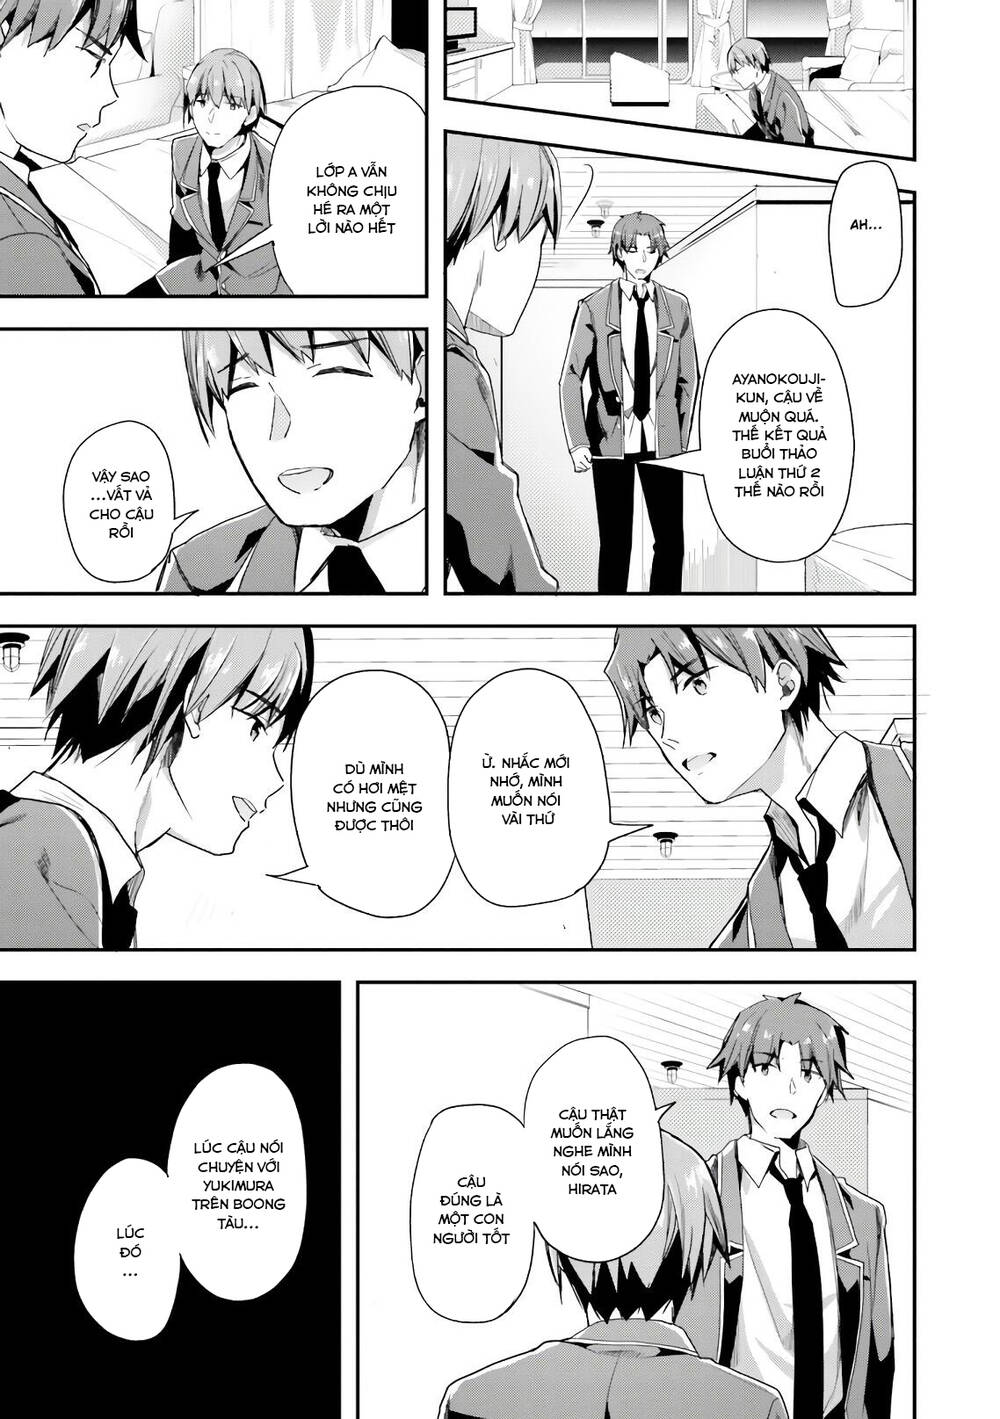 AH...
AYANOKOUJI-
KUN, CẬU VỀ
MUỘN QUÁ.
THẾ KẾT QUẢ
BUỔI THẢO
LUẬN THỨ 2
THẾ NÀO RỒI
LỚP A VẪN
KHÔNG CHỊU
HÉ RA MỘT
LỜI NÀO HẾT
VẬY SAO
...VẤT VẢ
CHO CẬU
RỒI
Ừ. NHẮC MỚI
NHỚ, MÌNH
MUỐN NÓI
VÀI THỨ
DÙ MÌNH
CÓ HƠI MỆT
NHƯNG CŨNG
ĐƯỢC THÔI
CẬU THẬT
MUỐN LẮNG
NGHE MÌNH
NÓI SAO,
HIRATA
CẬU
ĐÚNG LÀ
MỘT CON
NGƯỜI TỐT
LÚC CẬU NÓI
CHUYỆN VỚI
YUKIMURA
TRÊN BOONG
TÀU...
LÚC
ĐÓ
...